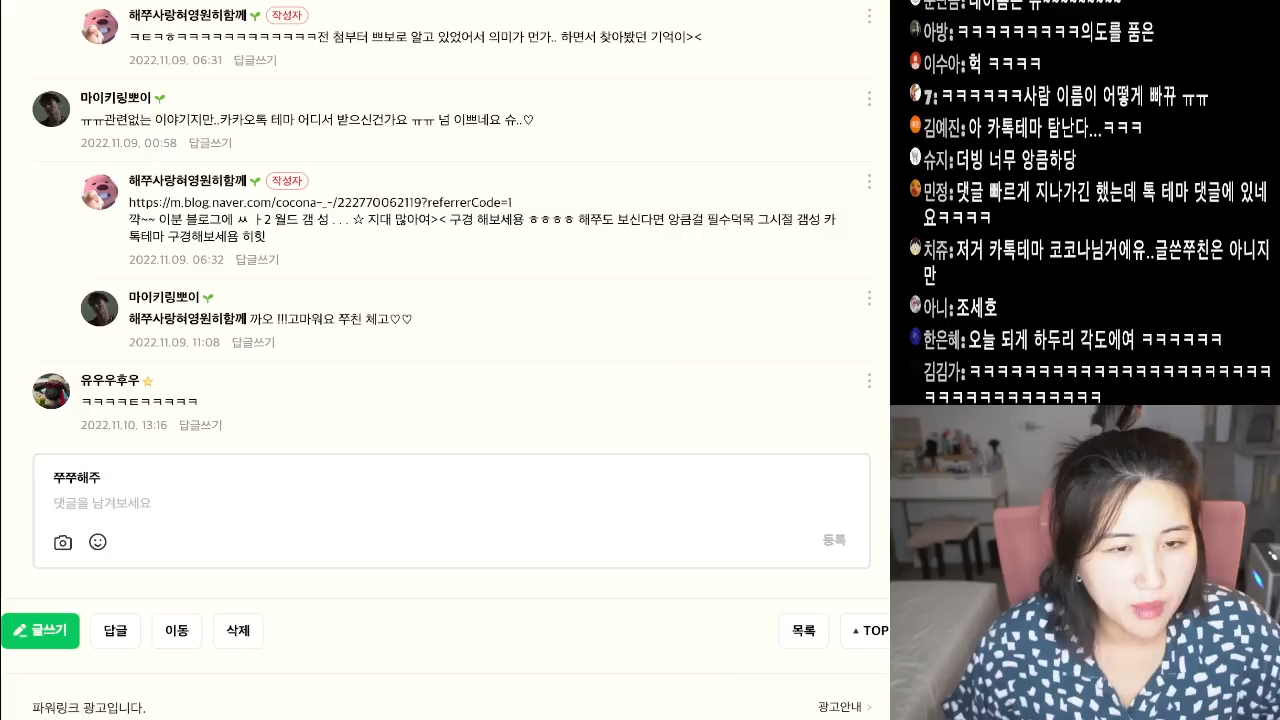 해쭈사랑혀영원히함께 작성자
ㅋㅌㅋㅎ ㅋㅋㅋㅋㅋㅋㅋㅋㅋㅋㅋㅋ전 첨부터 쁘보로 알고 있었어서 의미가 먼가.. 하면서 찾아봤던 기억이><
2022.11.09. 06:31 답글쓰기
마이키링뽀이
ㅠㅠ관련없는 이야기지만..카카오톡 테마 어디서 받으신건가요 ㅠㅠ 넘 이쁘네요 슈..♡
2022.11.09. 00:58 답글쓰기
해쭈사랑혀영원히함께 작성자
https://m.blog.naver.com/cocona-_-/222770062119?referrerCode=1
꺅~~ 이분 블로그에 ㅆ ㅏ2 월드 갬 성 . . . ☆ 지대 많아여>< 구경 해보세용 ㅎㅎㅎㅎ 해쭈도 보신다면 앙큼걸 필수덕목 그시절 갬성 카
톡테마 구경해보세욤 히힛
2022.11.09. 06:32 답글쓰기
마이키링뽀이
해쭈사랑혀영원히함께 까오 !!!고마워요 쭈친 체고♡♡
2022.11.09. 11:08 답글쓰기
유우우후우
ㅋㅋㅋㅋㅌㅋㅋㅋㅋㅋ
2022.11.10. 13:16 답글쓰기
쭈쭈해주
댓글을 남겨보세요
등록
글쓰기 답글 이동 삭제 목록 TOP
파워링크 광고입니다. 광고안내
아방: ㅋㅋㅋㅋㅋㅋㅋㅋㅋ의도를 품은
이수아: 헉 ㅋㅋㅋㅋ
7: ㅋㅋㅋㅋㅋㅋ사람 이름이 어떻게 빠뀨 ㅠㅠ
김예진: 아 카톡테마 탐난다...ㅋㅋㅋ
슈지: 더빙 너무 앙큼하당
민정: 댓글 빠르게 지나가긴 했는데 톡 테마 댓글에 있네
요ㅋㅋㅋㅋ
치쥬: 저거 카톡테마 코코나님거에유..글쓴쭈친은 아니지
만
아니: 조세호
한은혜: 오늘 되게 하두리 각도에여 ㅋㅋㅋㅋㅋㅋ
김김가: ㅋㅋㅋㅋㅋㅋㅋㅋㅋㅋㅋㅋㅋㅋㅋㅋㅋㅋㅋㅋㅋㅋ
ㅋㅋㅋㅋㅋㅋㅋㅋㅋㅋㅋㅋㅋ